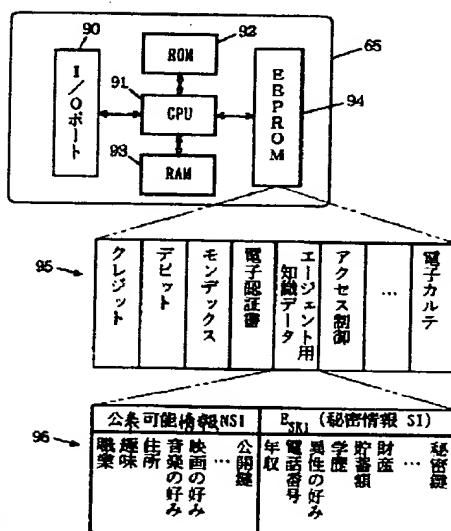 90
92
65
I/Oポート
91
ROM
CPU
93
RAM
EEPROM
94
95
クレジット
デビット
モンデックス
電子認証書
エージェント用
知識データ
アクセス制御
…
電子カルテ
96
公表可能情報NSI
職業
趣味
住所
音楽の好み
映画の好み
…
公開鍵
E_SK1 (秘密情報 SI)
年収
電話番号
異性の好み
学歴
貯蓄額
財産
…
秘密鍵